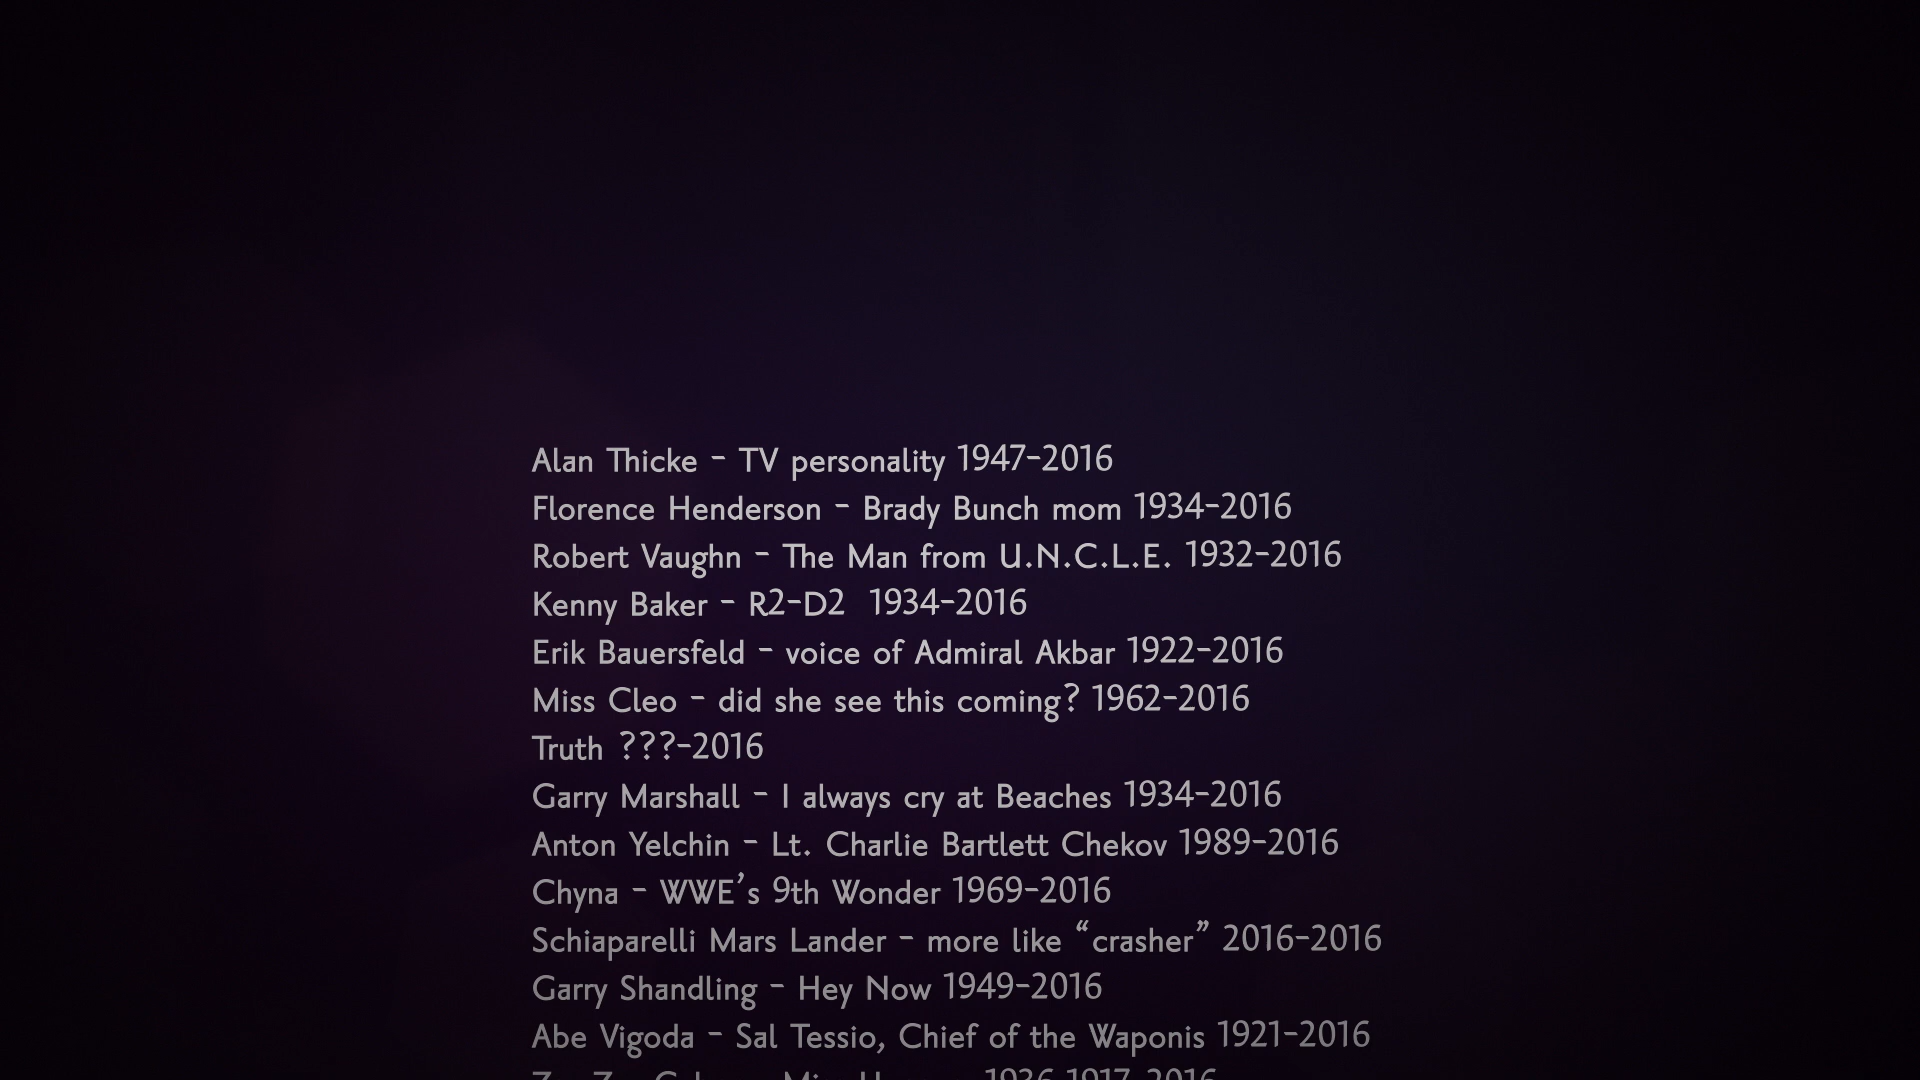 Alan Thicke – TV personality 1947–2016
Florence Henderson – Brady Bunch mom 1934–2016
Robert Vaughn – The Man from U.N.C.L.E. 1932–2016
Kenny Baker – R2–D2 1934–2016
Erik Bauersfeld – voice of Admiral Akbar 1922–2016
Miss Cleo – did she see this coming? 1962–2016
Truth ???–2016
Garry Marshall – I always cry at Beaches 1934–2016
Anton Yelchin – Lt. Charlie Bartlett Chekov 1989–2016
Chyna – WWE’s 9th Wonder 1969–2016
Schiaparelli Mars Lander – more like “crasher” 2016–2016
Garry Shandling – Hey Now 1949–2016
Abe Vigoda – Sal Tessio, Chief of the Waponis 1921–2016